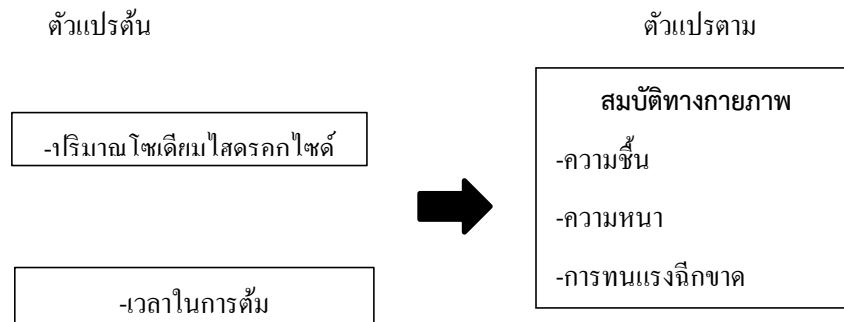 ตัวแปรต้น
ตัวแปรตาม
-ปริมาณโซเดียมไฮดรอกไซด์
-เวลาในการต้ม
สมบัติทางกายภาพ
-ความชื้น
-ความหนา
-การทนแรงฉีกขาด